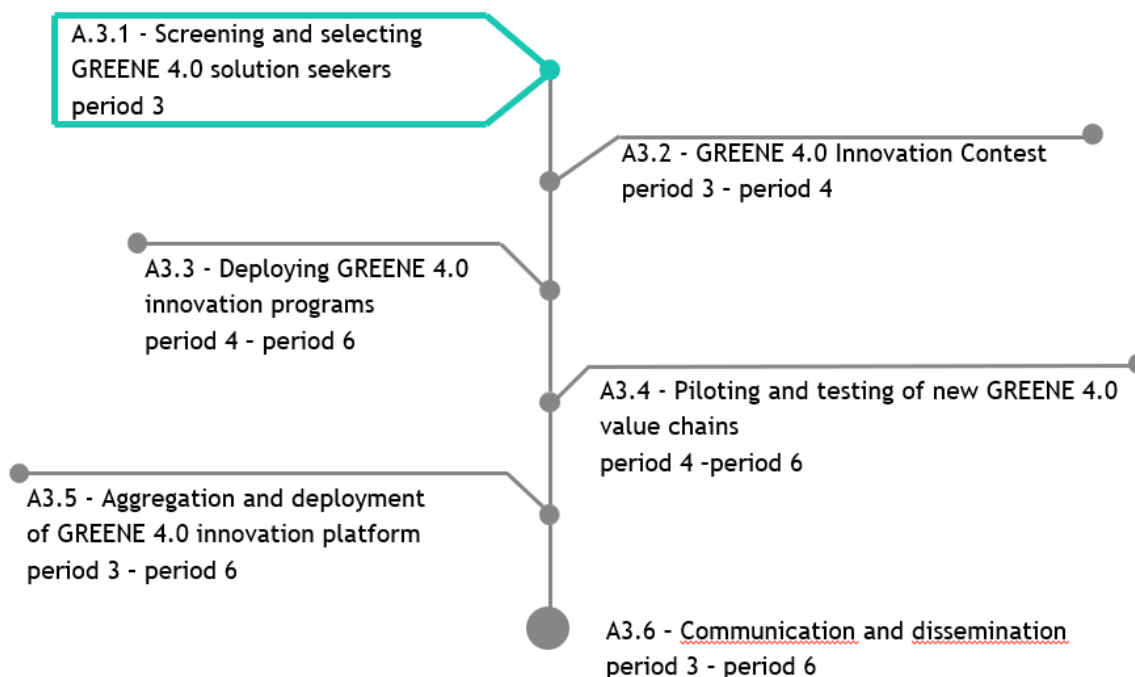 A.3.1 - Screening and selecting
GREENE 4.0 solution seekers
period 3
A3.2 - GREENE 4.0 Innovation Contest
period 3 – period 4
A3.3 - Deploying GREENE 4.0
innovation programs
period 4 – period 6
A3.4 - Piloting and testing of new GREENE 4.0
value chains
period 4 –period 6
A3.5 - Aggregation and deployment
of GREENE 4.0 innovation platform
period 3 – period 6
A3.6 – Communication and dissemination
period 3 – period 6